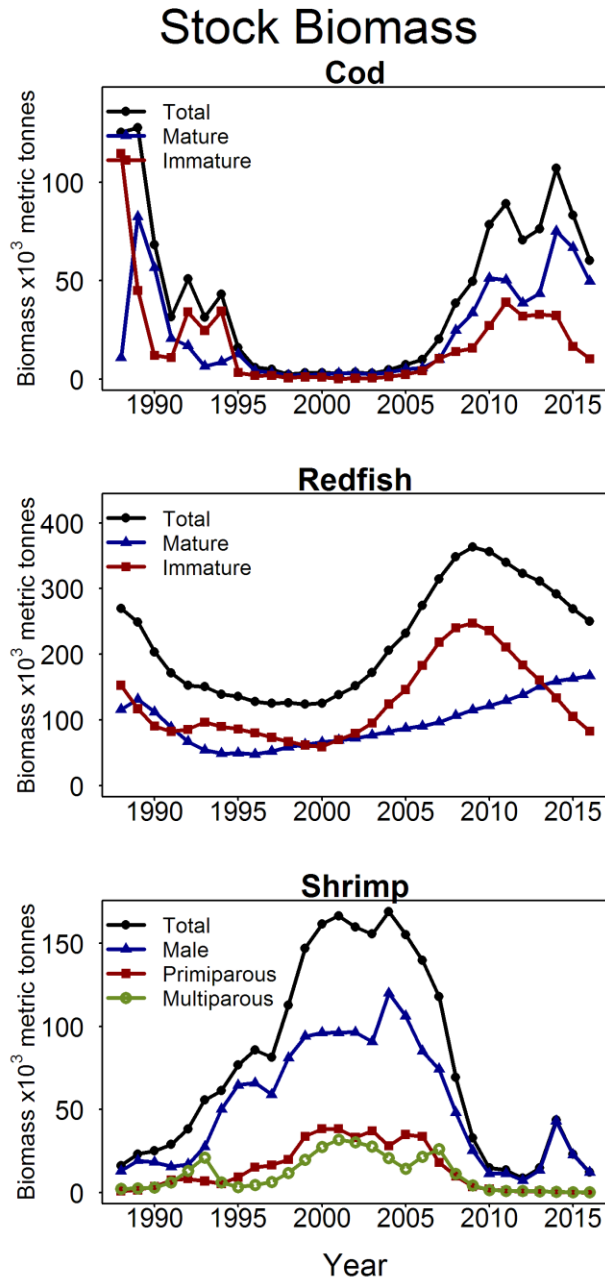 Stock Biomass
Cod
Total
Mature
Immature
Biomass x10³ metric tonnes
100
50
0
1990 1995 2000 2005 2010 2015
Redfish
Total
Mature
Immature
Biomass x10³ metric tonnes
400
300
200
100
0
1990 1995 2000 2005 2010 2015
Shrimp
Total
Male
Primiparous
Multiparous
Biomass x10³ metric tonnes
150
100
50
0
1990 1995 2000 2005 2010 2015
Year